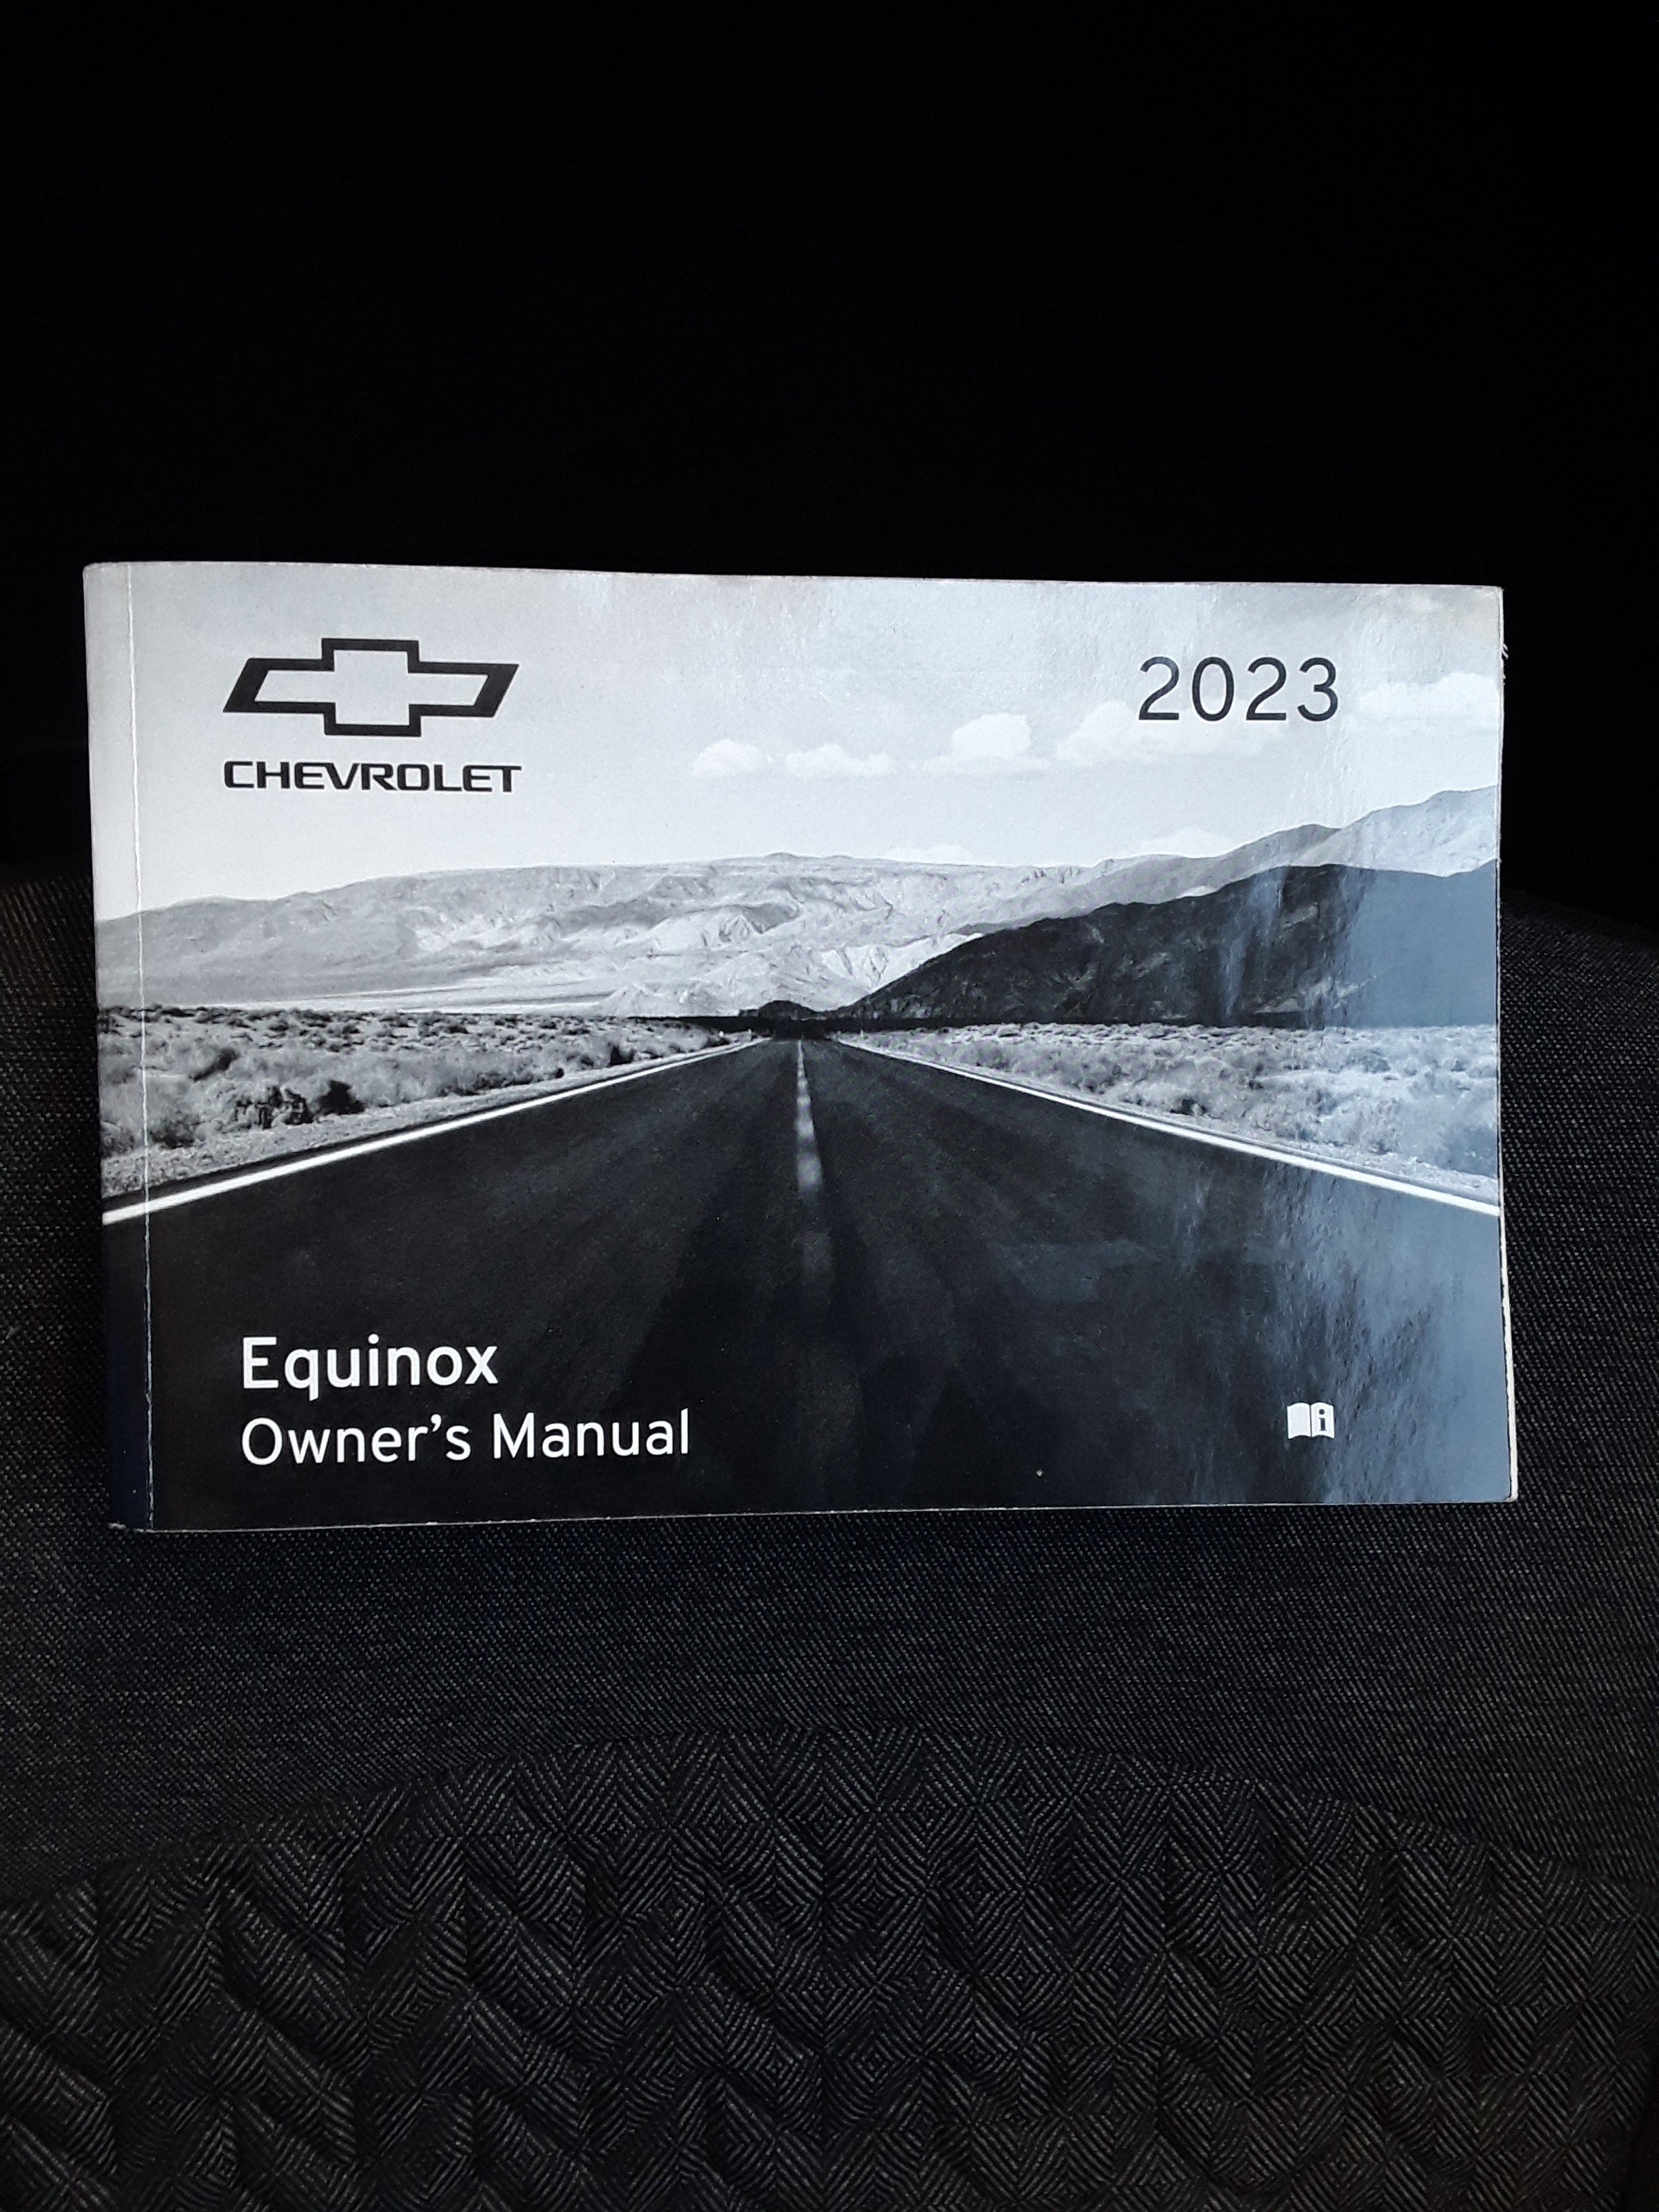 CHEVROLET
2023
Equinox
Owner's Manual
i